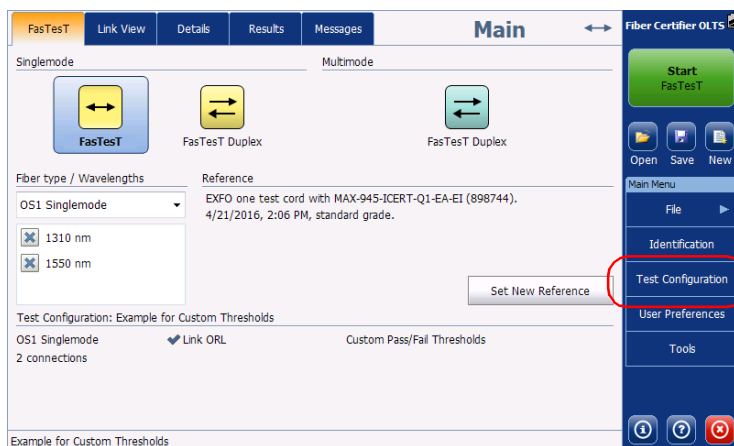 FasTesT Link View Details Results Messages Main Fiber Certifier OLTS
Singlemode Multimode
Start
FasTesT
FasTesT FasTesT Duplex FasTesT Duplex
Open Save New
Fiber type / Wavelengths Reference
Main Menu
OS1 Singlemode
EXFO one test cord with MAX-945-ICERT-Q1-EA-EI (898744).
4/21/2016, 2:06 PM, standard grade.
File
1310 nm
Identification
1550 nm
Test Configuration
Set New Reference
User Preferences
Test Configuration: Example for Custom Thresholds
OS1 Singlemode Link ORL Custom Pass/Fail Thresholds
Tools
2 connections
Example for Custom Thresholds